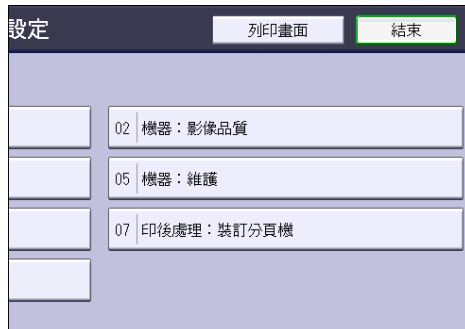 設定 列印畫面 結束
02 機器：影像品質
05 機器：維護
07 印後處理：裝訂分頁機